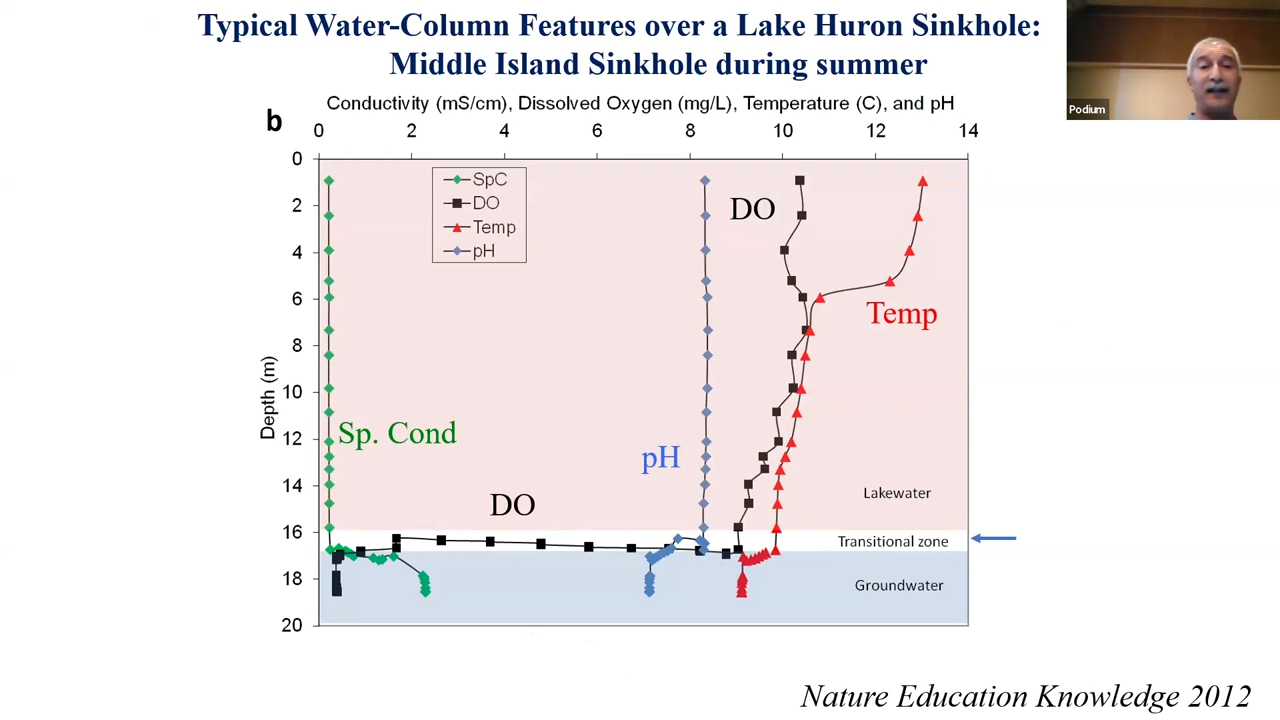 Typical Water-Column Features over a Lake Huron Sinkhole:
Middle Island Sinkhole during summer
Podium
b
Conductivity (mS/cm), Dissolved Oxygen (mg/L), Temperature (C), and pH
0 2 4 6 8 10 12 14
0
2
4
6
8
10
12
14
16
18
20
Depth (m)
SpC
DO
Temp
pH
DO
Temp
Sp. Cond
pH
DO
Lakewater
Transitional zone
Groundwater
Nature Education Knowledge 2012